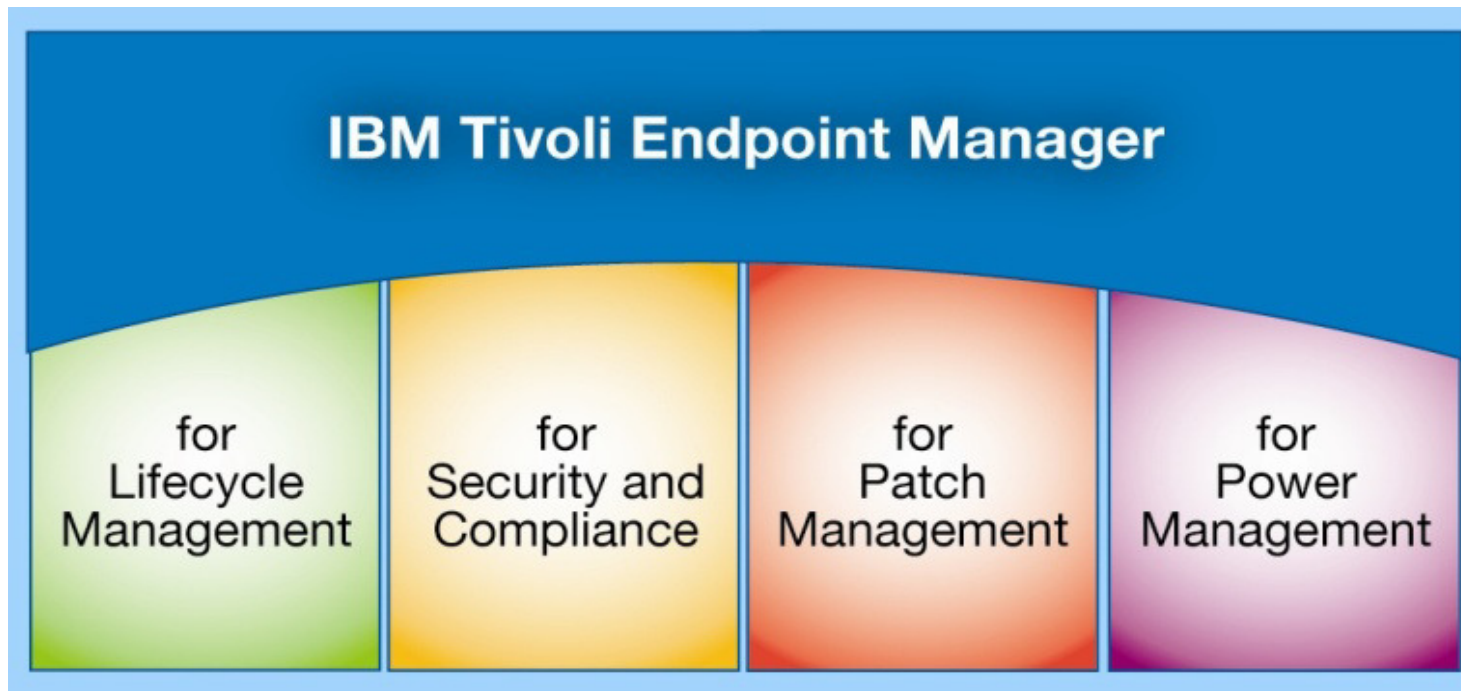 IBM Tivoli Endpoint Manager
for
Lifecycle
Management
for
Security and
Compliance
for
Patch
Management
for
Power
Management